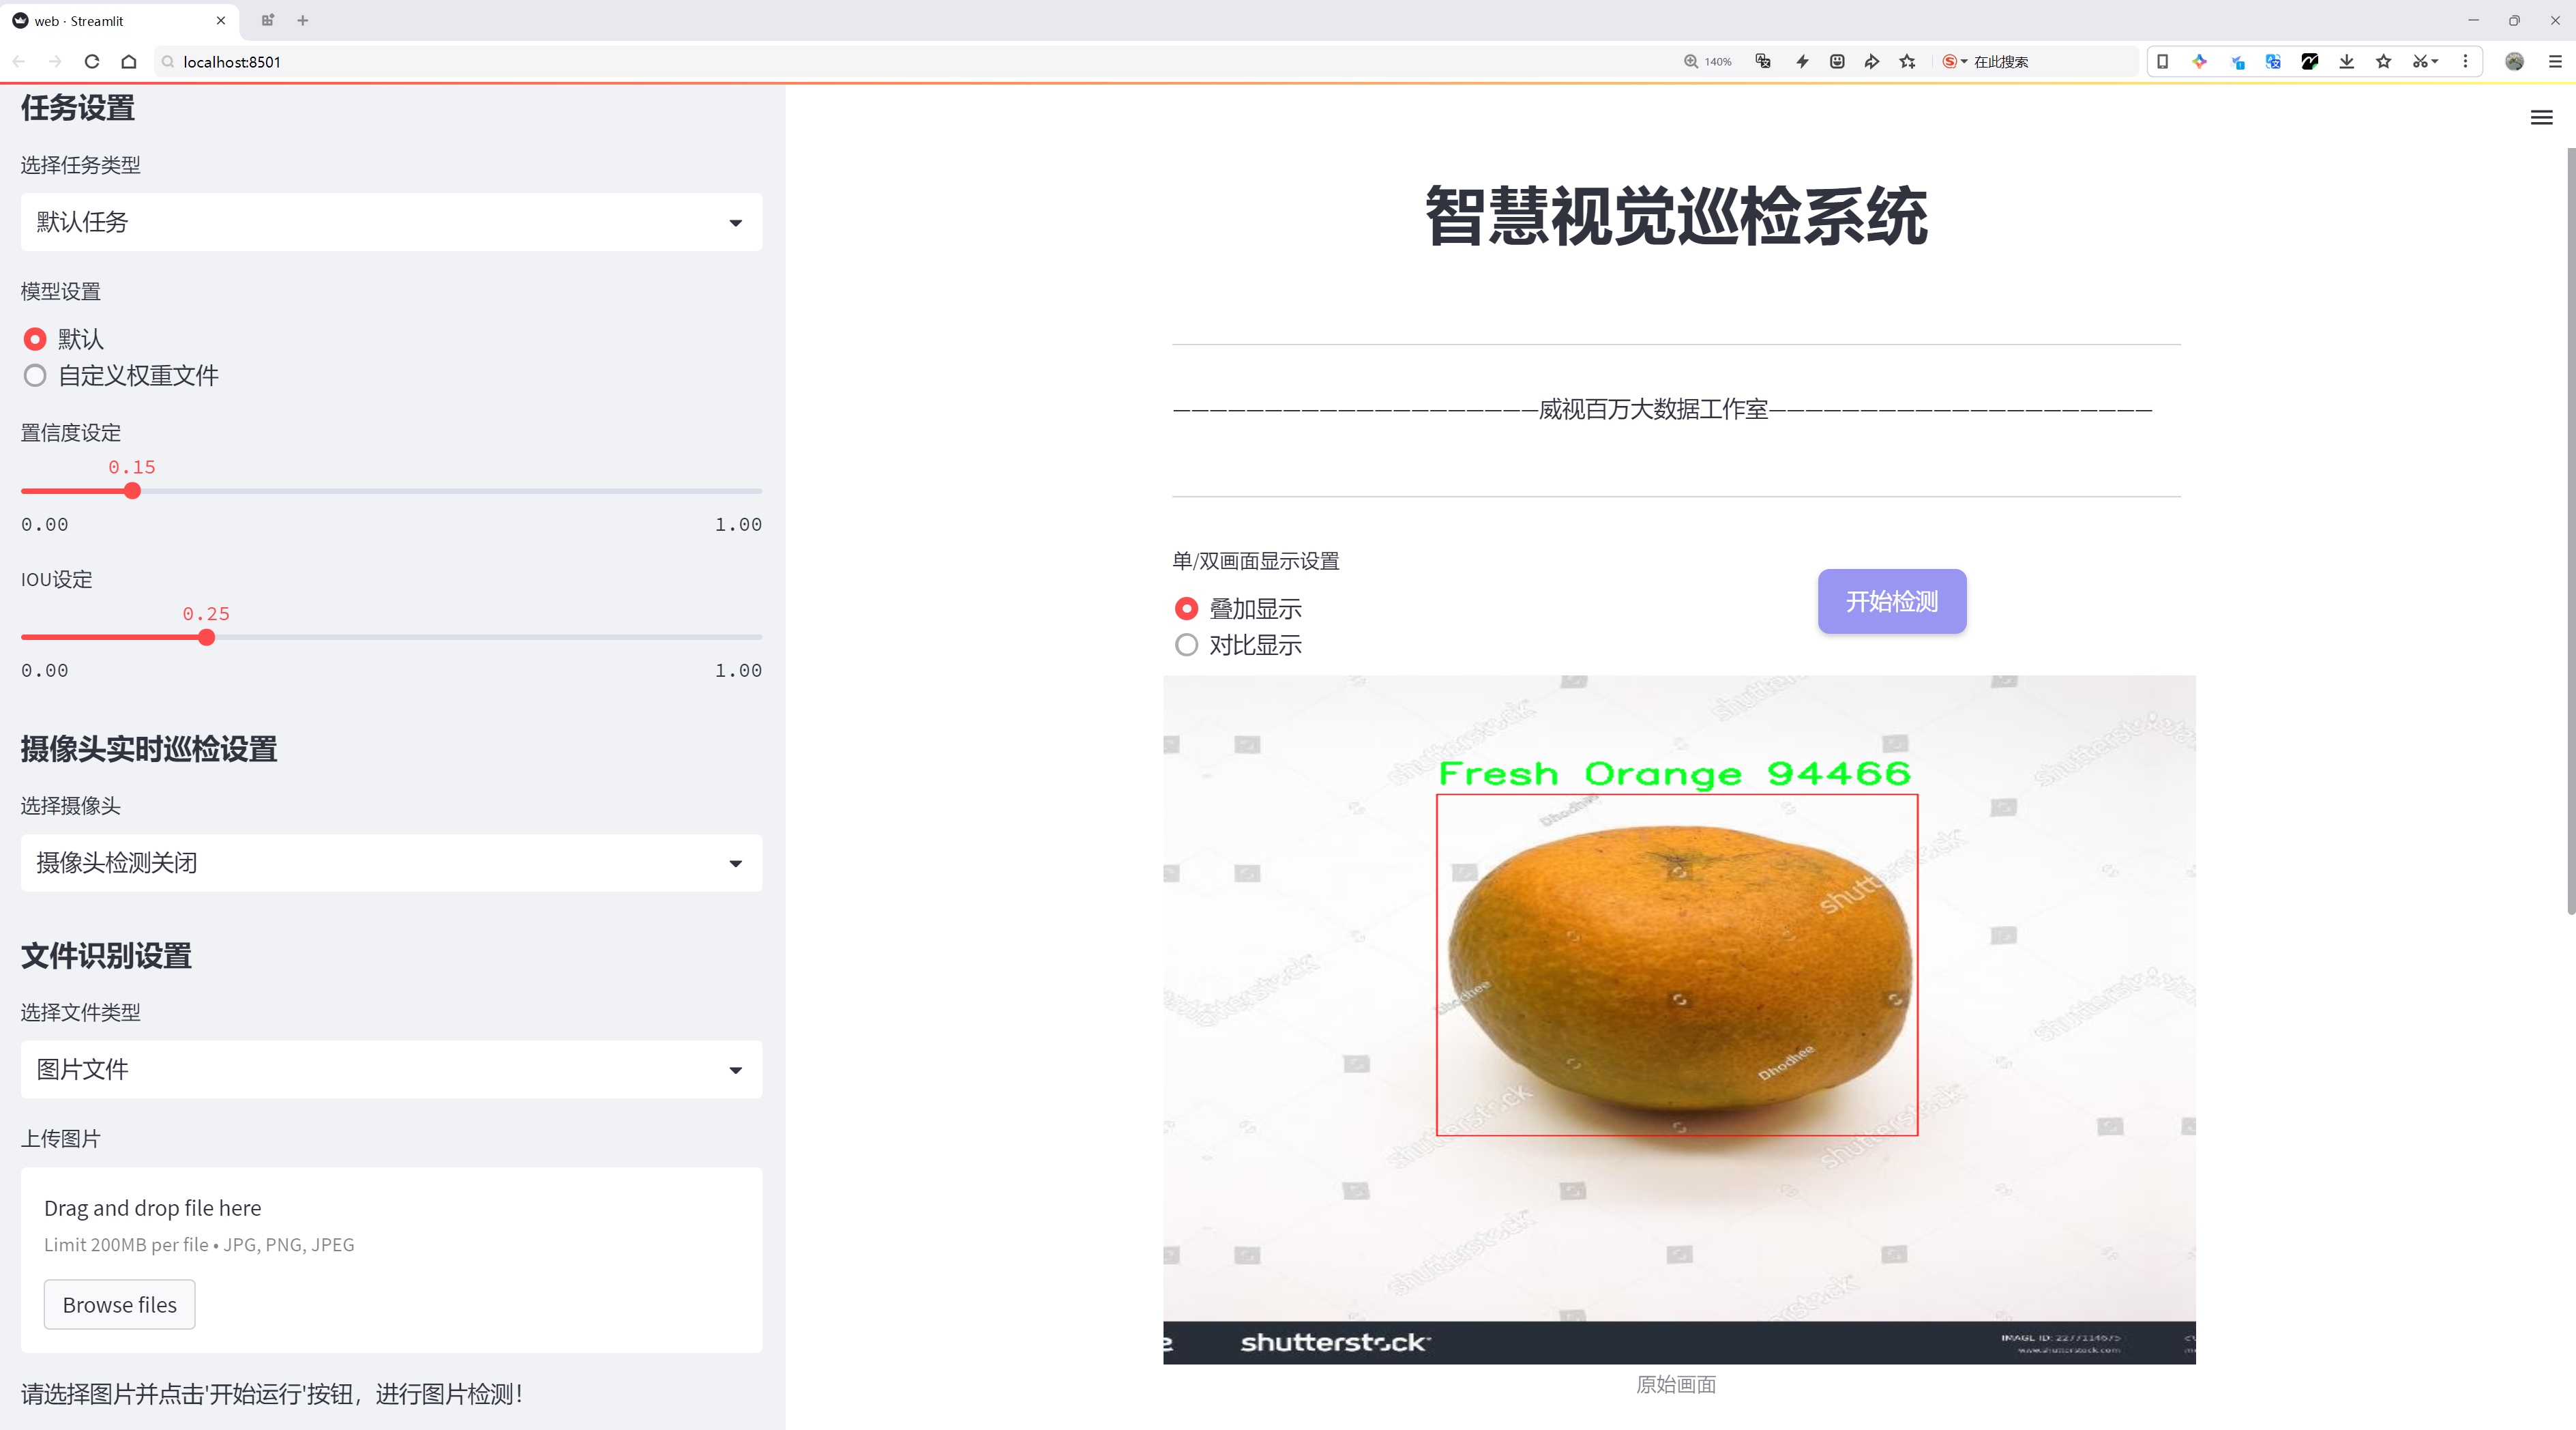 web · Streamlit
localhost:8501
140%
在此搜索
任务设置
选择任务类型
默认任务
模型设置
默认
自定义权重文件
置信度设定
0.15
0.00 1.00
IOU设定
0.25
0.00 1.00
摄像头实时巡检设置
选择摄像头
摄像头检测关闭
文件识别设置
选择文件类型
图片文件
上传图片
Drag and drop file here
Limit 200MB per file • JPG, PNG, JPEG
Browse files
请选择图片并点击'开始运行'按钮，进行图片检测！
智慧视觉巡检系统
————————————————————威视百万大数据工作室—————————————————————
单/双画面显示设置
叠加显示
对比显示
开始检测
Fresh Orange 94466
Dhodhee
shutterstock
Dhodhee
Dhodhee
shutterstock
IMAGE ID: 2277114675
www.shutterstock.com
原始画面